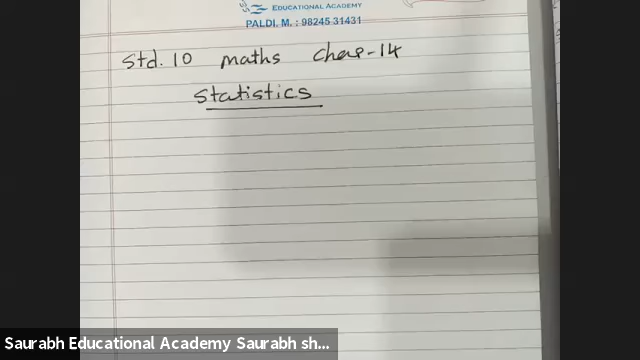 EDUCATIONAL ACADEMY
PALDI. M. : 98245 31431
Std. 10 maths chap-14
Statistics
Saurabh Educational Academy Saurabh sh...